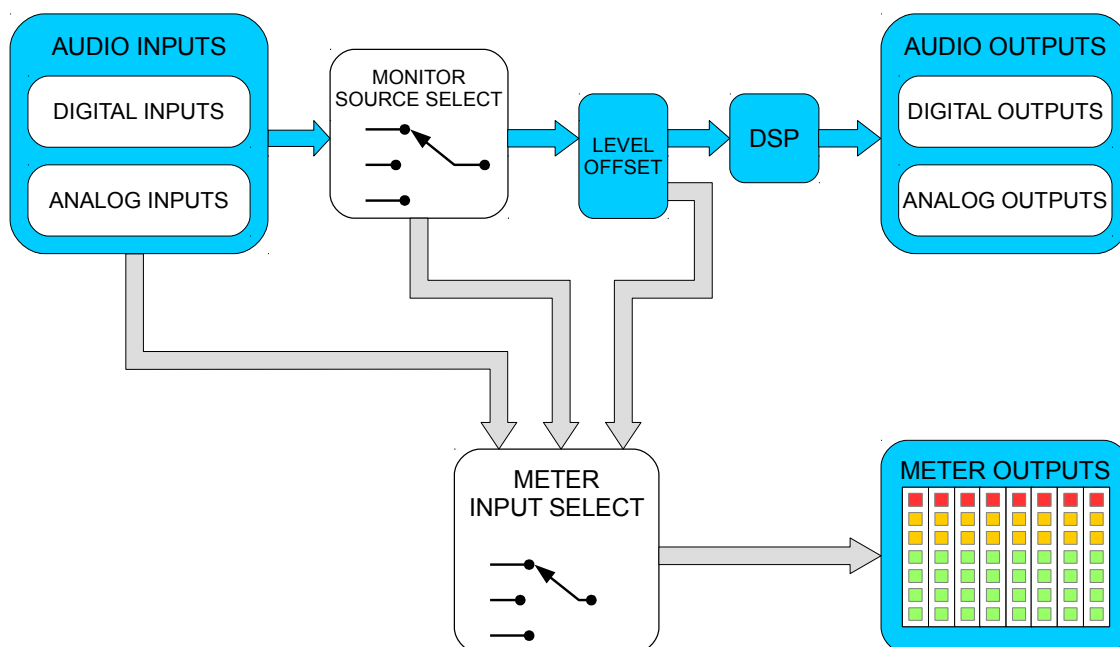 AUDIO INPUTS
DIGITAL INPUTS
ANALOG INPUTS
MONITOR
SOURCE SELECT
LEVEL
OFFSET
DSP
AUDIO OUTPUTS
DIGITAL OUTPUTS
ANALOG OUTPUTS
METER
INPUT SELECT
METER OUTPUTS